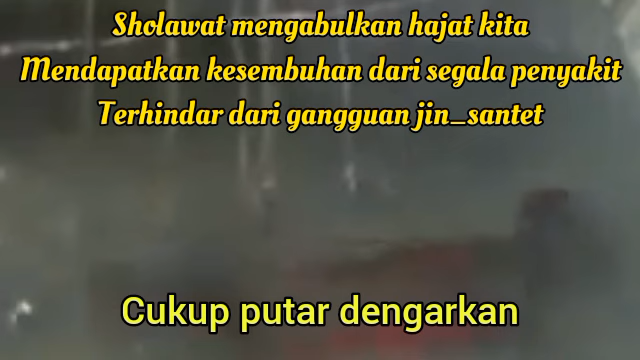 Sholawat mengabulkan hajat kita
Mendapatkan kesembuhan dari segala penyakit
Terhindar dari gangguan jin_santet
Cukup putar dengarkan